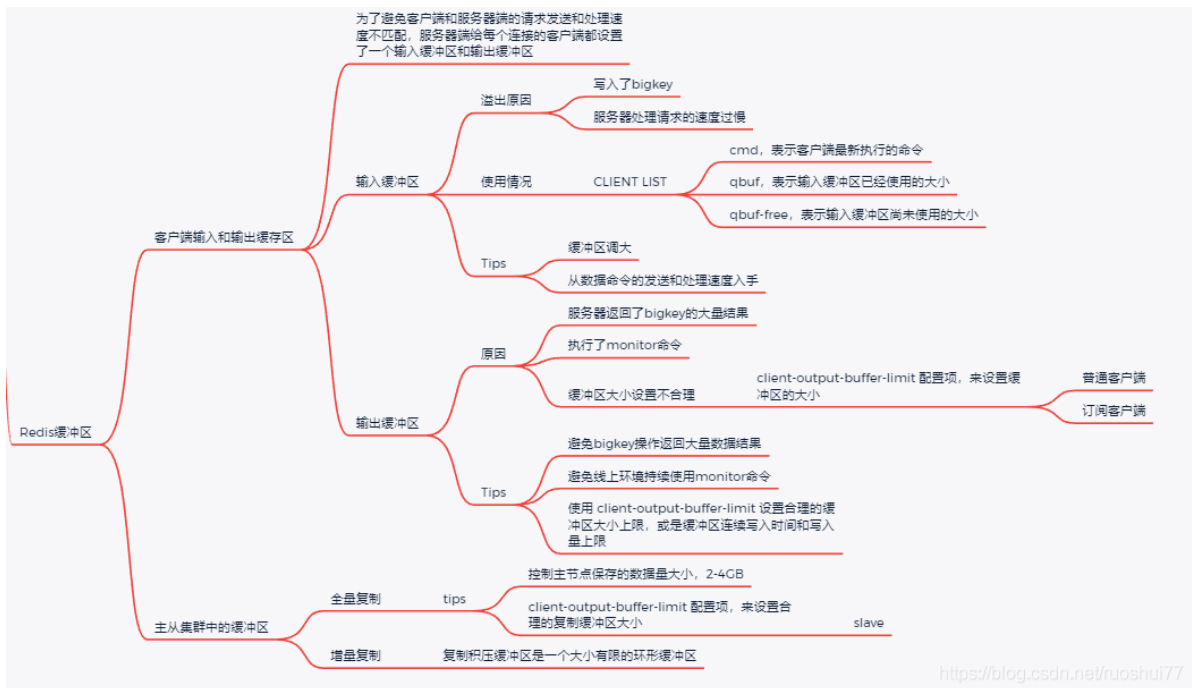 为了避免客户端和服务器端的请求发送和处理速
度不匹配，服务器端给每个连接的客户端都设置
了一个输入缓冲区和输出缓冲区
写入了bigkey
溢出原因
服务器处理请求的速度过慢
cmd，表示客户端最新执行的命令
输入缓冲区
使用情况
CLIENT LIST
qbuf，表示输入缓冲区已经使用的大小
qbuf-free，表示输入缓冲区尚未使用的大小
客户端输入和输出缓存区
缓冲区调大
Tips
从数据命令的发送和处理速度入手
服务器返回了bigkey的大量结果
原因
执行了monitor命令
缓冲区大小设置不合理
client-output-buffer-limit 配置项，来设置缓
冲区的大小
普通客户端
订阅客户端
输出缓冲区
Redis缓冲区
避免bigkey操作返回大量数据结果
避免线上环境持续使用monitor命令
Tips
使用 client-output-buffer-limit 设置合理的缓
冲区大小上限，或是缓冲区连续写入时间和写入
量上限
控制主节点保存的数据量大小，2-4GB
全量复制
tips
client-output-buffer-limit 配置项，来设置合
理的复制缓冲区大小
slave
主从集群中的缓冲区
增量复制
复制积压缓冲区是一个大小有限的环形缓冲区
https://blog.csdn.net/ruoshui77